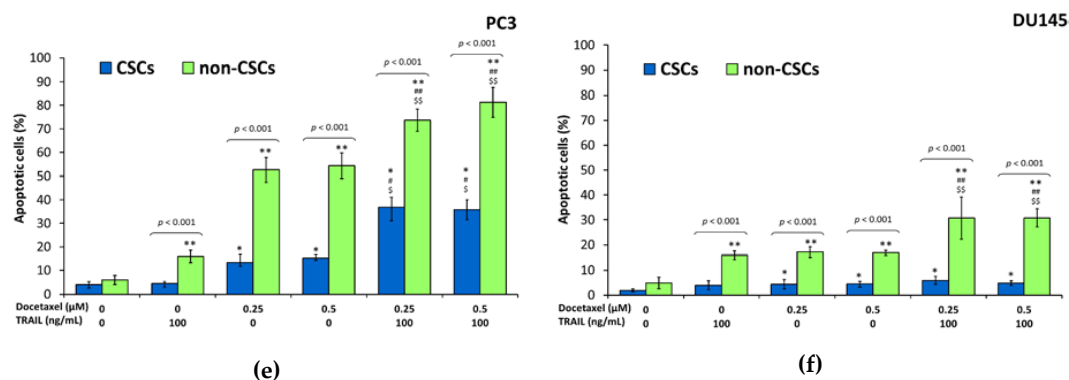 PC3
Apoptotic cells (%)
100
90
80
70
60
50
40
30
20
10
0
CSCs
non-CSCs
p < 0.001
**
p < 0.001
*
**
p < 0.001
*
**
p < 0.001
*
#
$
**
##
$$
p < 0.001
*
#
$
**
##
$$
Docetaxel (µM) 0 0 0.25 0.5 0.25 0.5
TRAIL (ng/mL) 0 100 0 0 100 100
(e)
DU145
Apoptotic cells (%)
100
90
80
70
60
50
40
30
20
10
0
CSCs
non-CSCs
p < 0.001
**
p < 0.001
*
**
p < 0.001
*
**
p < 0.001
*
**
##
$$
p < 0.001
*
**
##
$$
Docetaxel (µM) 0 0 0.25 0.5 0.25 0.5
TRAIL (ng/mL) 0 100 0 0 100 100
(f)